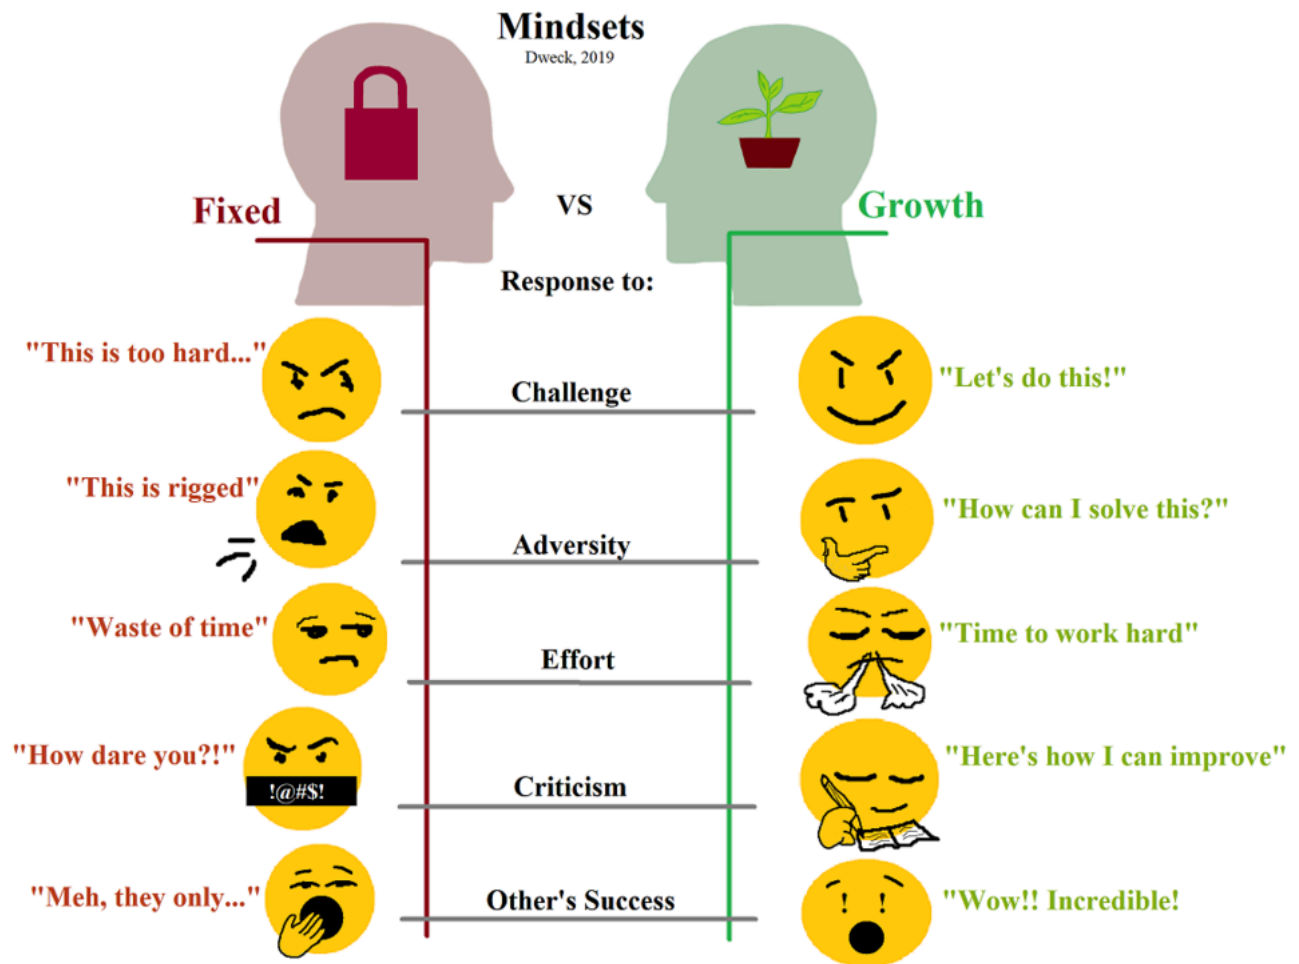 Mindsets
Dweck, 2019
Fixed
VS
Growth
Response to:
"This is too hard..."
Challenge
"Let's do this!"
"This is rigged"
Adversity
"How can I solve this?"
"Waste of time"
Effort
"Time to work hard"
"How dare you?!"
!@#$!
Criticism
"Here's how I can improve"
"Meh, they only..."
Other's Success
"Wow!! Incredible!